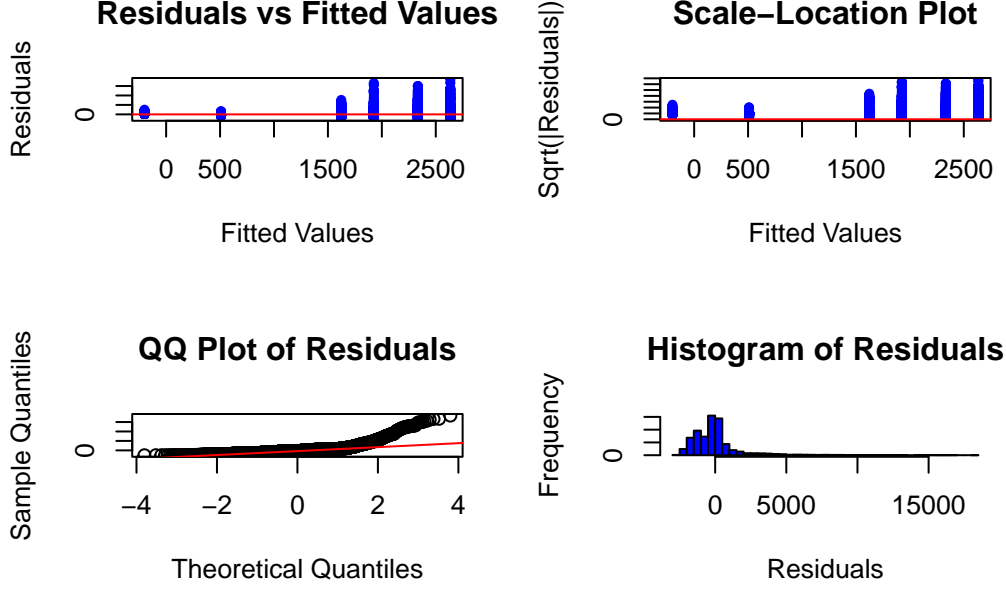 Residuals vs Fitted Values
Residuals
0
0 500 1500 2500
Fitted Values
Scale−Location Plot
Sqrt(|Residuals|)
0
0 500 1500 2500
Fitted Values
QQ Plot of Residuals
Sample Quantiles
0
−4 −2 0 2 4
Theoretical Quantiles
Histogram of Residuals
Frequency
0
0 5000 15000
Residuals